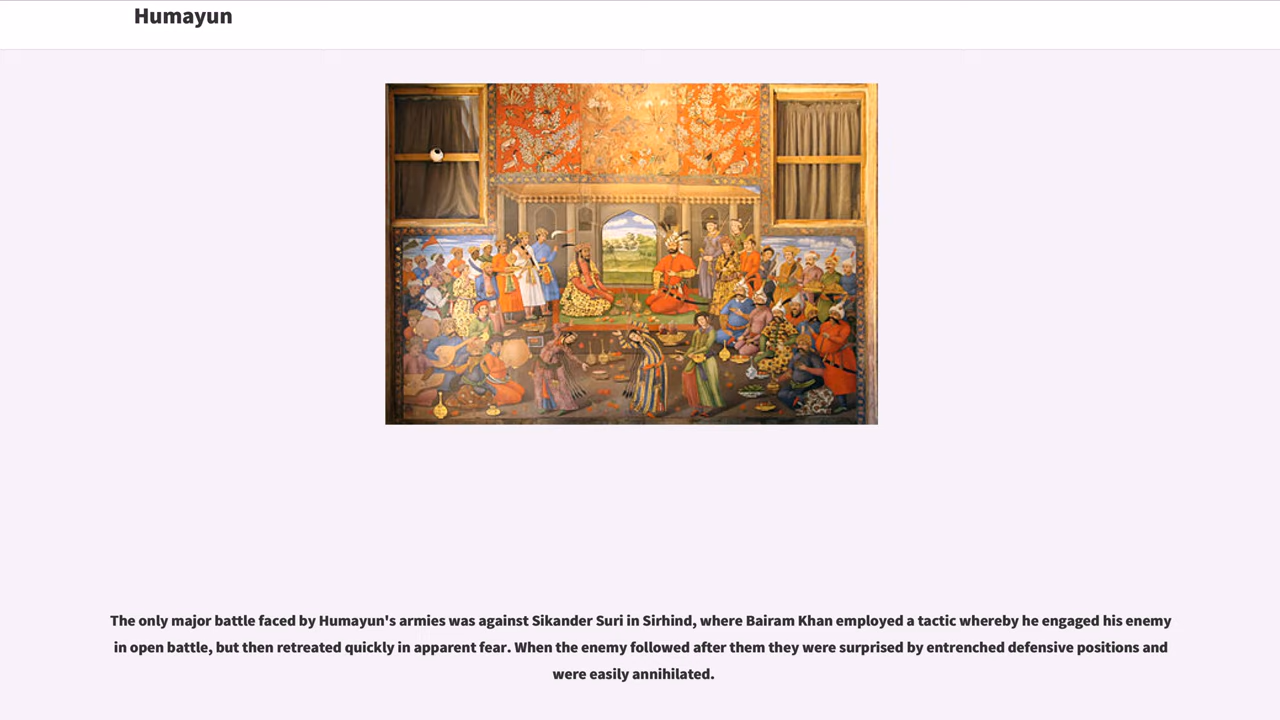 Humayun
The only major battle faced by Humayun's armies was against Sikander Suri in Sirhind, where Bairam Khan employed a tactic whereby he engaged his enemy
in open battle, but then retreated quickly in apparent fear. When the enemy followed after them they were surprised by entrenched defensive positions and
were easily annihilated.